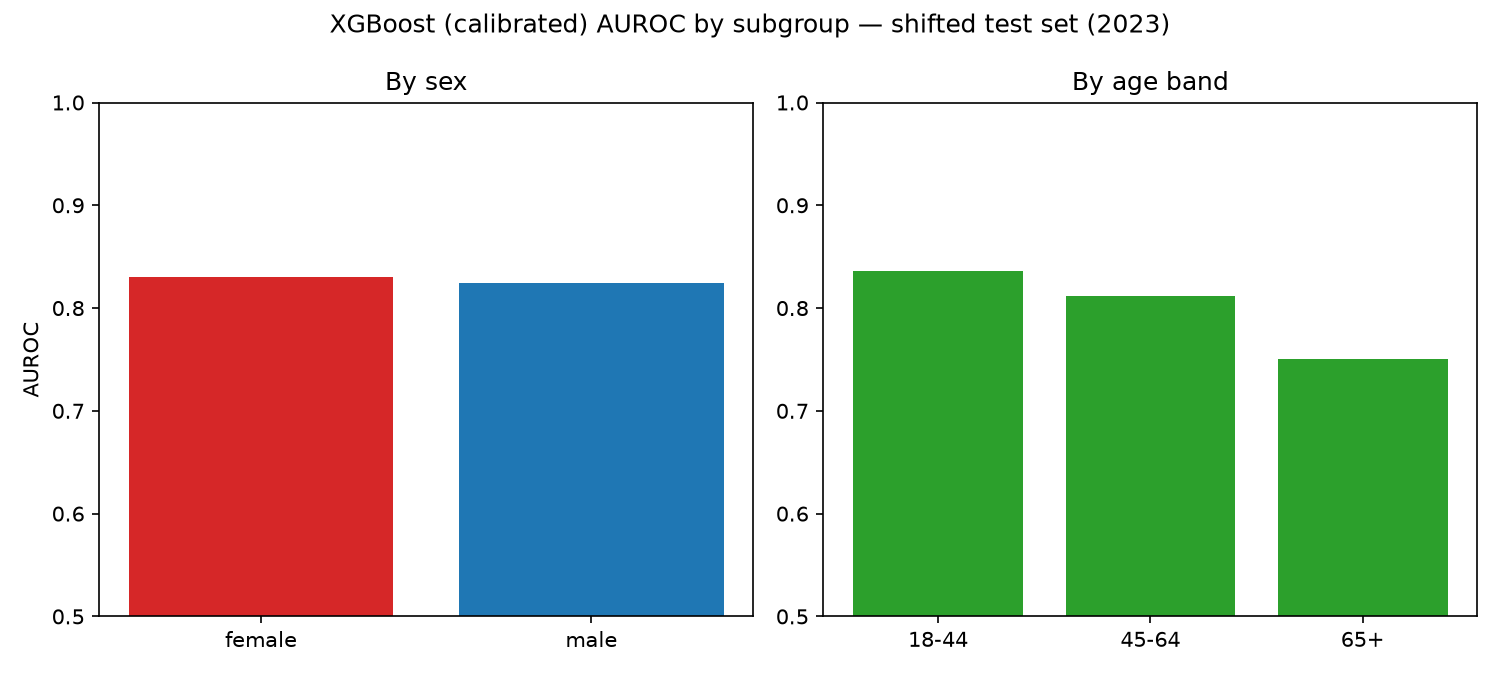 XGBoost (calibrated) AUROC by subgroup — shifted test set (2023)
By sex
1.0
0.9
0.8
0.7
0.6
0.5
AUROC
female male
By age band
1.0
0.9
0.8
0.7
0.6
0.5
18-44 45-64 65+